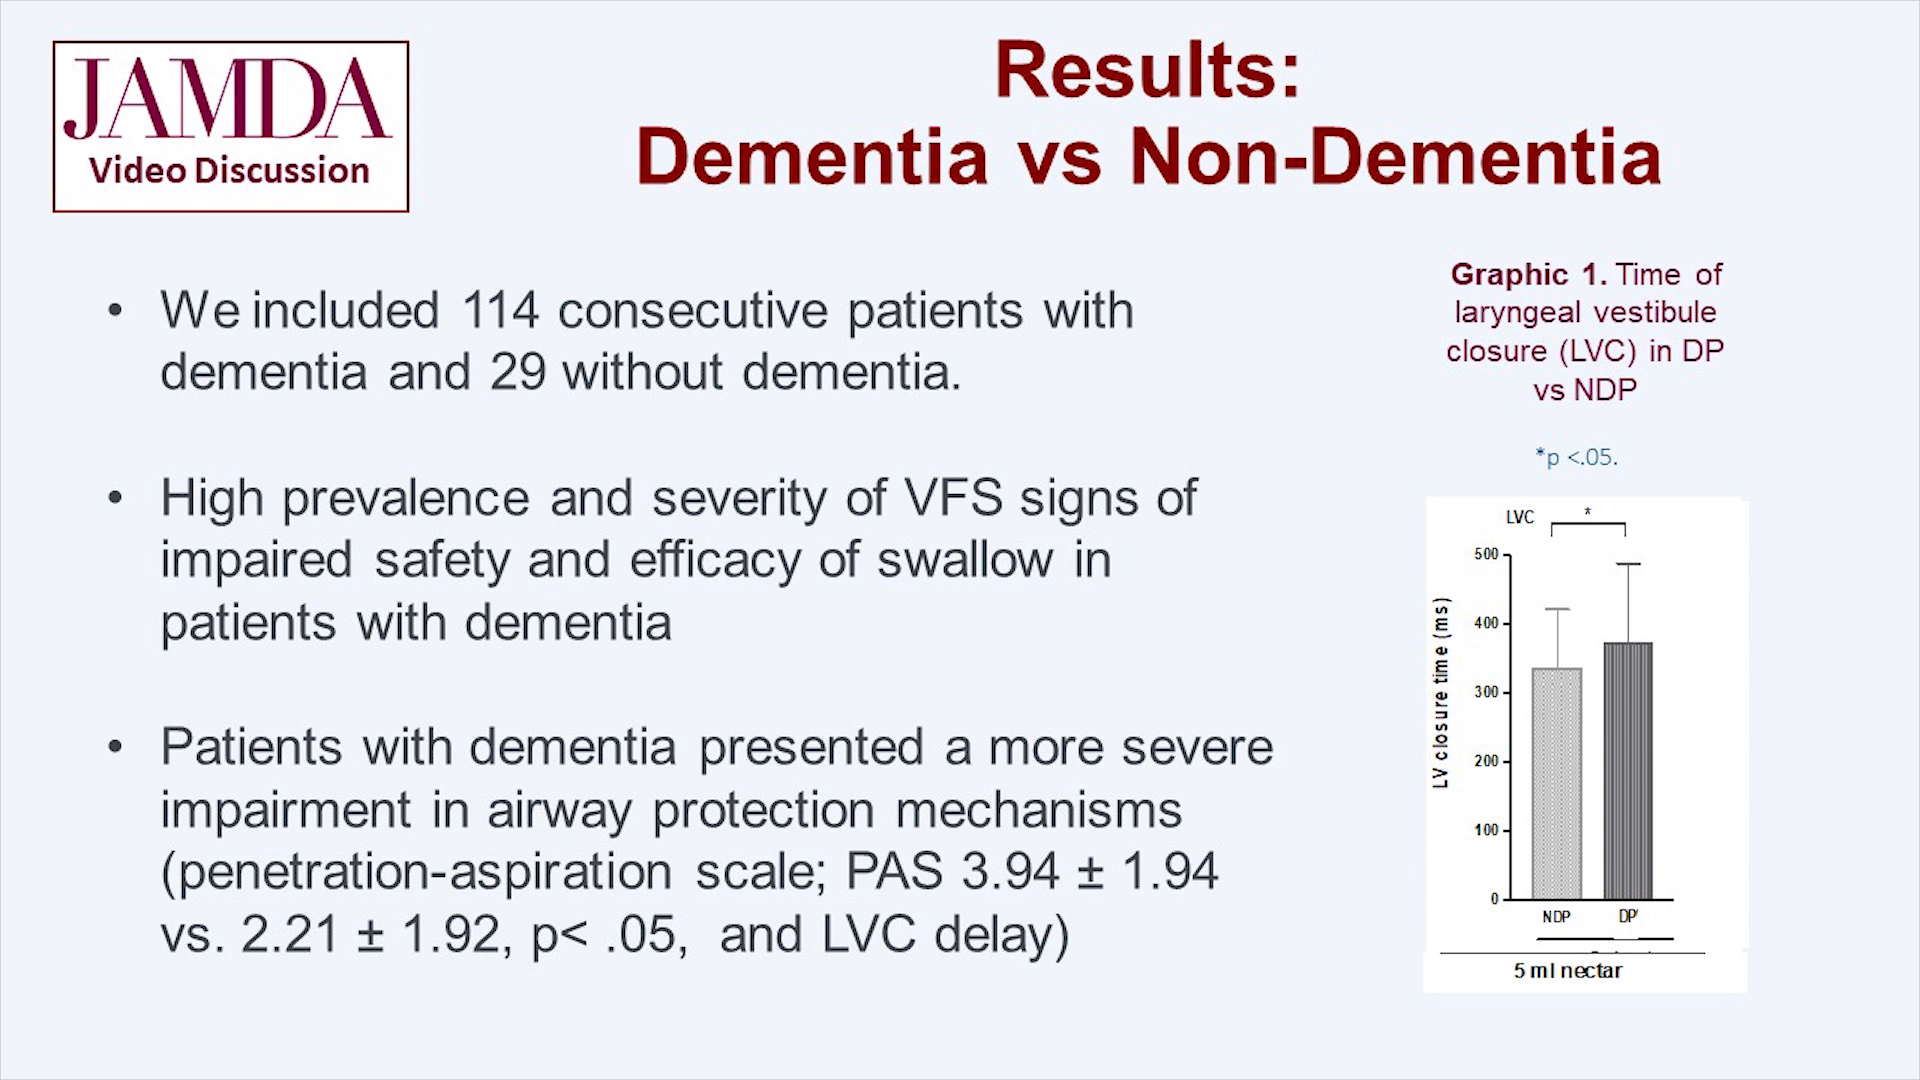 JAMDA
Video Discussion
Results:
Dementia vs Non-Dementia
• We included 114 consecutive patients with
dementia and 29 without dementia.
• High prevalence and severity of VFS signs of
impaired safety and efficacy of swallow in
patients with dementia
• Patients with dementia presented a more severe
impairment in airway protection mechanisms
(penetration-aspiration scale; PAS 3.94 ± 1.94
vs. 2.21 ± 1.92, p< .05, and LVC delay)
Graphic 1. Time of
laryngeal vestibule
closure (LVC) in DP
vs NDP
*p <.05.
LVC
*
LV closure time (ms)
500
400
300
200
100
0
NDP
DP
5 ml nectar